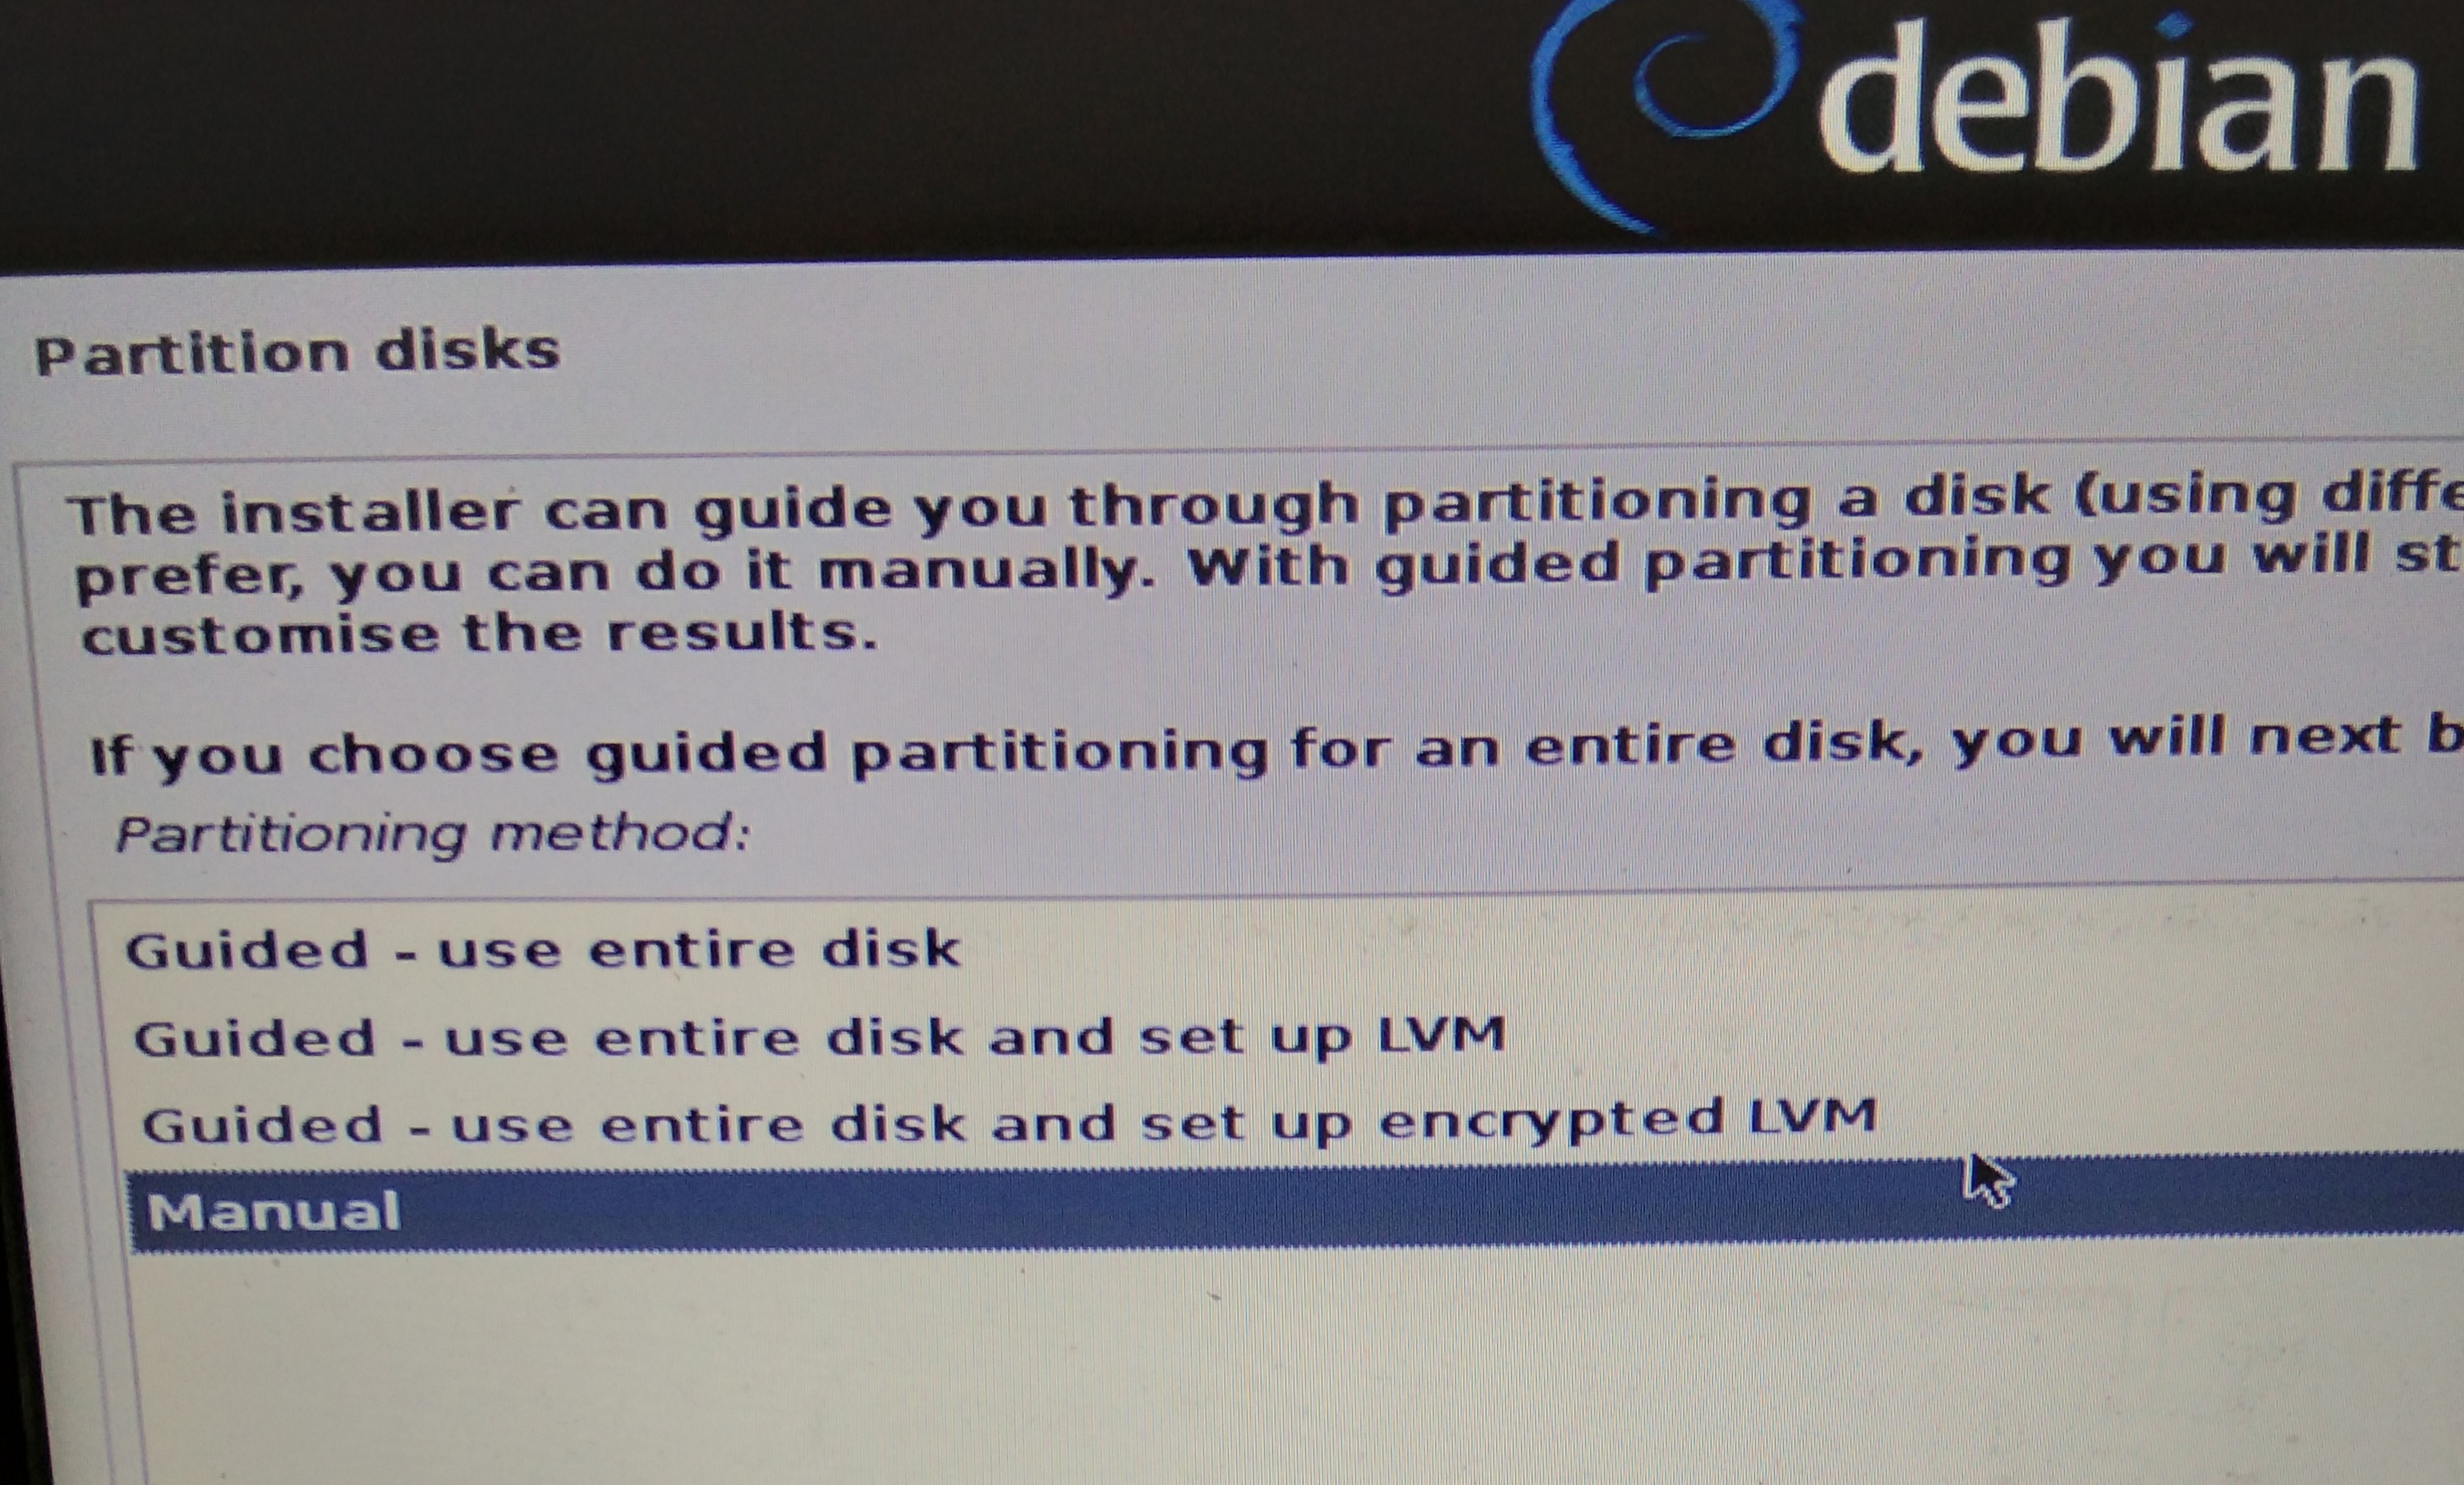 debian
Partition disks
The installer can guide you through partitioning a disk (using
prefer, you can do it manually. With guided partitioning you will
customise the results.
If you choose guided partitioning for an entire disk, you will next
Partitioning method:
Guided - use entire disk
Guided - use entire disk and set up LVM
Guided - use entire disk and set up encrypted LVM
Manual